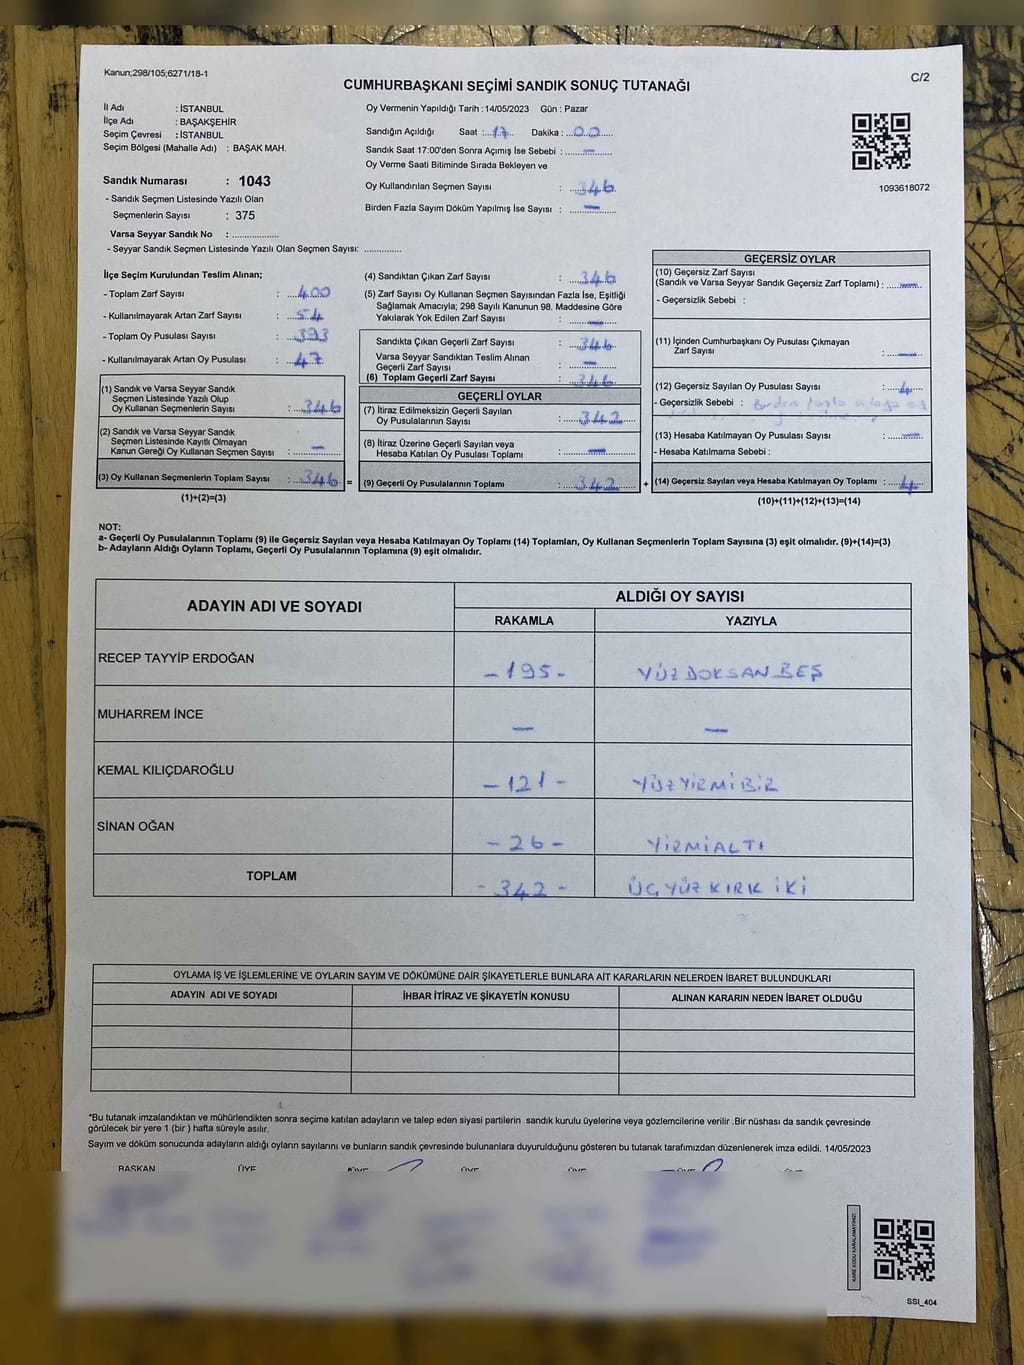 Kanun;298/105;6271/18-1
C/2
CUMHURBAŞKANI SEÇİMİ SANDIK SONUÇ TUTANAĞI
İl Adı : İSTANBUL
İlçe Adı : BAŞAKŞEHİR
Seçim Çevresi : İSTANBUL
Seçim Bölgesi (Mahalle Adı) : BAŞAK MAH.
Sandık Numarası : 1043
- Sandık Seçmen Listesinde Yazılı Olan
Seçmenlerin Sayısı : 375
Varsa Seyyar Sandık No : ..................
- Seyyar Sandık Seçmen Listesinde Yazılı Olan Seçmen Sayısı: ..............
Oy Vermenin Yapıldığı Tarih :14/05/2023 Gün : Pazar
Sandığın Açıldığı Saat :..17.. Dakika :...00..
Sandık Saat 17:00'den Sonra Açımış İse Sebebi : —
Oy Verme Saati Bitiminde Sırada Bekleyen ve
Oy Kullandırılan Seçmen Sayısı : 346
Birden Fazla Sayım Döküm Yapılmış İse Sayısı : —
1093618072
İlçe Seçim Kurulundan Teslim Alınan;
- Toplam Zarf Sayısı : 400
- Kullanılmayarak Artan Zarf Sayısı : 54
- Toplam Oy Pusulası Sayısı : 393
- Kullanılmayarak Artan Oy Pusulası : 47
(1) Sandık ve Varsa Seyyar Sandık
Seçmen Listesinde Yazılı Olup
Oy Kullanan Seçmenlerin Sayısı : 346
(2) Sandık ve Varsa Seyyar Sandık
Seçmen Listesinde Kayıtlı Olmayan
Kanun Gereği Oy Kullanan Seçmen Sayısı : —
(3) Oy Kullanan Seçmenlerin Toplam Sayısı : 346 =
(1)+(2)=(3)
(4) Sandıktan Çıkan Zarf Sayısı : 346
(5) Zarf Sayısı Oy Kullanan Seçmen Sayısından Fazla İse, Eşitliği
Sağlamak Amacıyla; 298 Sayılı Kanunun 98. Maddesine Göre
Yakılarak Yok Edilen Zarf Sayısı : —
Sandıkta Çıkan Geçerli Zarf Sayısı : 346
Varsa Seyyar Sandıktan Teslim Alınan
Geçerli Zarf Sayısı : —
(6) Toplam Geçerli Zarf Sayısı : 346
GEÇERLİ OYLAR
(7) İtiraz Edilmeksizin Geçerli Sayılan
Oy Pusulalarının Sayısı : 342
(8) İtiraz Üzerine Geçerli Sayılan veya
Hesaba Katılan Oy Pusulası Toplamı : —
(9) Geçerli Oy Pusulalarının Toplamı : 342 +
GEÇERSİZ OYLAR
(10) Geçersiz Zarf Sayısı
(Sandık ve Varsa Seyyar Sandık Geçersiz Zarf Toplamı) : —
- Geçersizlik Sebebi :
(11) İçinden Cumhurbaşkanı Oy Pusulası Çıkmayan
Zarf Sayısı : —
(12) Geçersiz Sayılan Oy Pusulası Sayısı : 4
- Geçersizlik Sebebi : Birden fazla
(13) Hesaba Katılmayan Oy Pusulası Sayısı : —
- Hesaba Katılmama Sebebi :
(14) Geçersiz Sayılan veya Hesaba Katılmayan Oy Toplamı : 4
(10)+(11)+(12)+(13)=(14)
NOT:
a- Geçerli Oy Pusulalarının Toplamı (9) ile Geçersiz Sayılan veya Hesaba Katılmayan Oy Toplamı (14) Toplamları, Oy Kullanan Seçmenlerin Toplam Sayısına (3) eşit olmalıdır. (9)+(14)=(3)
b- Adayların Aldığı Oyların Toplamı, Geçerli Oy Pusulalarının Toplamına (9) eşit olmalıdır.
ADAYIN ADI VE SOYADI
ALDIĞI OY SAYISI
RAKAMLA YAZIYLA
RECEP TAYYİP ERDOĞAN -195- YÜZDOKSANBEŞ
MUHARREM İNCE — —
KEMAL KILIÇDAROĞLU -121- YÜZYİRMİBİR
SİNAN OĞAN -26- YİRMİALTI
TOPLAM -342- ÜÇYÜZKIRK İKİ
OYLAMA İŞ VE İŞLEMLERİNE VE OYLARIN SAYIM VE DÖKÜMÜNE DAİR ŞİKAYETLERLE BUNLARA AİT KARARLARIN NELERDEN İBARET BULUNDUKLARI
ADAYIN ADI VE SOYADI İHBAR İTİRAZ VE ŞİKAYETİN KONUSU ALINAN KARARIN NEDEN İBARET OLDUĞU
*Bu tutanak imzalandıktan ve mühürlendikten sonra seçime katılan adayların ve talep eden siyasi partilerin sandık kurulu üyelerine veya gözlemcilerine verilir .Bir nüshası da sandık çevresinde
görülecek bir yere 1 (bir ) hafta süreyle asılır.
Sayım ve döküm sonucunda adayların aldığı oyların sayılarını ve bunların sandık çevresinde bulunanlara duyurulduğunu gösteren bu tutanak tarafımızdan düzenlenerek imza edildi. 14/05/2023
BAŞKAN ÜYE ÜYE ÜYE ÜYE ÜYE ÜYE
KARE KODU KARALAMAYINIZ!
SSI_404